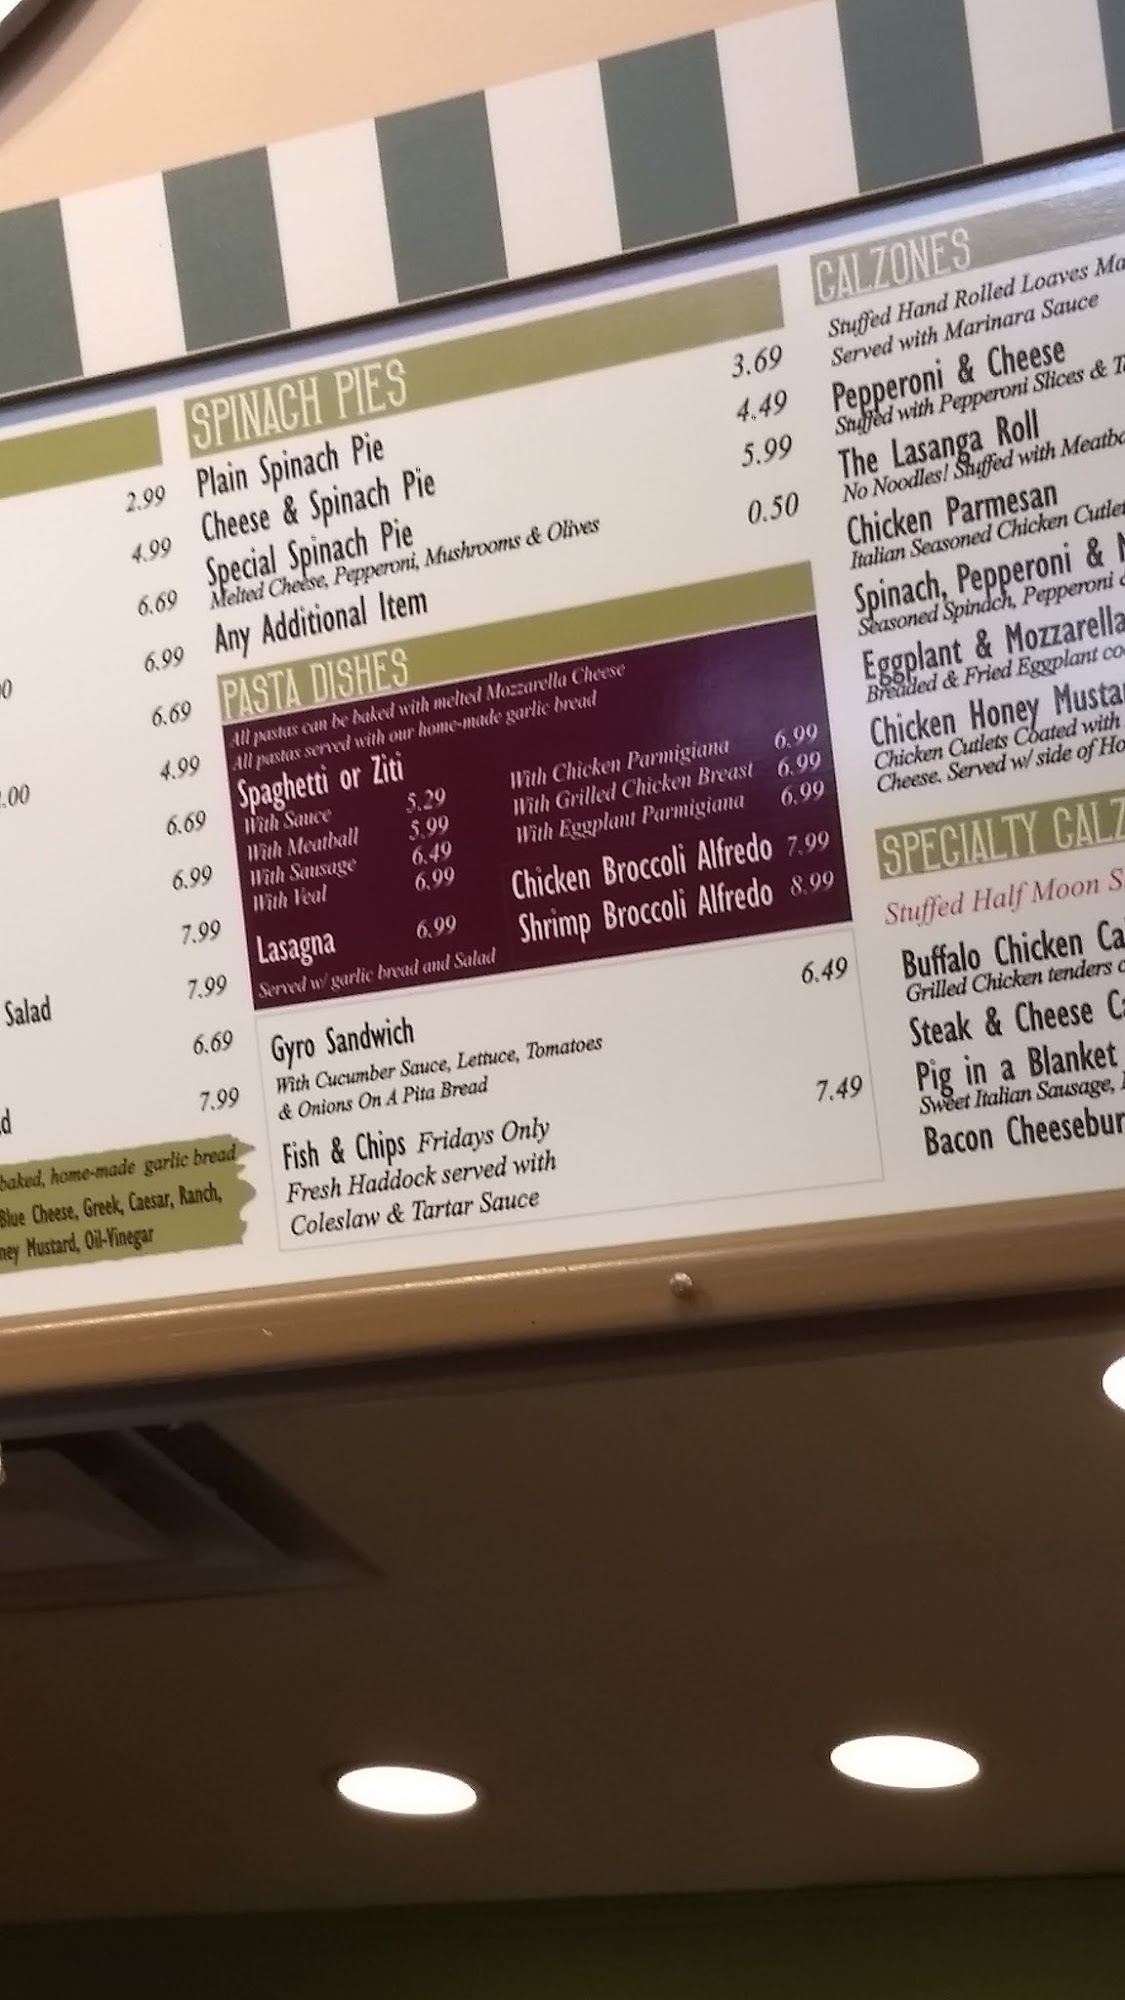 2.99
4.99
6.69
6.99
6.69
4.99
6.69
6.99
7.99
Salad 7.99
6.69
7.99
baked, home-made garlic bread
Blue Cheese, Greek, Caesar, Ranch,
Mustard, Oil-Vinegar
SPINACH PIES
Plain Spinach Pie 3.69
Cheese & Spinach Pie 4.49
Special Spinach Pie 5.99
Melted Cheese, Pepperoni, Mushrooms & Olives
Any Additional Item 0.50
PASTA DISHES
All pastas can be baked with melted Mozzarella Cheese
All pastas served with our home-made garlic bread
Spaghetti or Ziti
With Sauce 5.29
With Meatball 5.99
With Sausage 6.49
With Veal 6.99
Lasagna 6.99
Served w/ garlic bread and Salad
With Chicken Parmigiana 6.99
With Grilled Chicken Breast 6.99
With Eggplant Parmigiana 6.99
Chicken Broccoli Alfredo 7.99
Shrimp Broccoli Alfredo 8.99
Gyro Sandwich 6.49
With Cucumber Sauce, Lettuce, Tomatoes
& Onions On A Pita Bread
Fish & Chips Fridays Only 7.49
Fresh Haddock served with
Coleslaw & Tartar Sauce
CALZONES
Stuffed Hand Rolled Loaves
Served with Marinara Sauce
Pepperoni & Cheese
Stuffed with Pepperoni Slices &
The Lasanga Roll
No Noodles! Stuffed with
Chicken Parmesan
Italian Seasoned Chicken
Spinach, Pepperoni &
Seasoned Spinach, Pepperoni
Eggplant & Mozzarella
Breaded & Fried Eggplant
Chicken Honey
Chicken Cutlets Coated with
Cheese. Served w/ side of
SPECIALTY
Stuffed Half Moon
Buffalo Chicken
Grilled Chicken tenders
Steak & Cheese
Pig in a Blanket
Sweet Italian Sausage,
Bacon